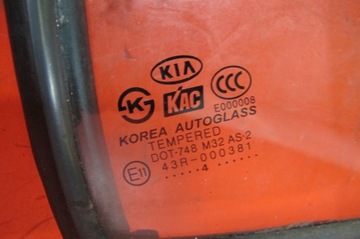 KIA
CCC
E000008
KAC
KOREA AUTOGLASS
TEMPERED
DOT-748 M32 AS-2
43R-000381
.....4....
E11